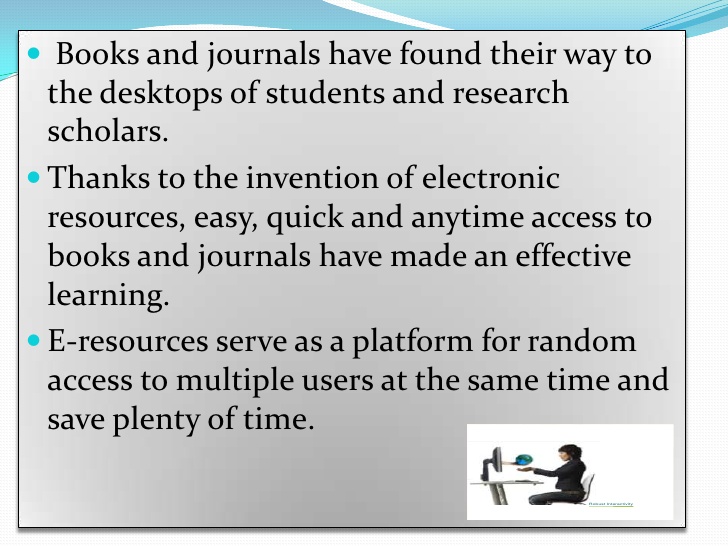 • Books and journals have found their way to
the desktops of students and research
scholars.
• Thanks to the invention of electronic
resources, easy, quick and anytime access to
books and journals have made an effective
learning.
• E-resources serve as a platform for random
access to multiple users at the same time and
save plenty of time.